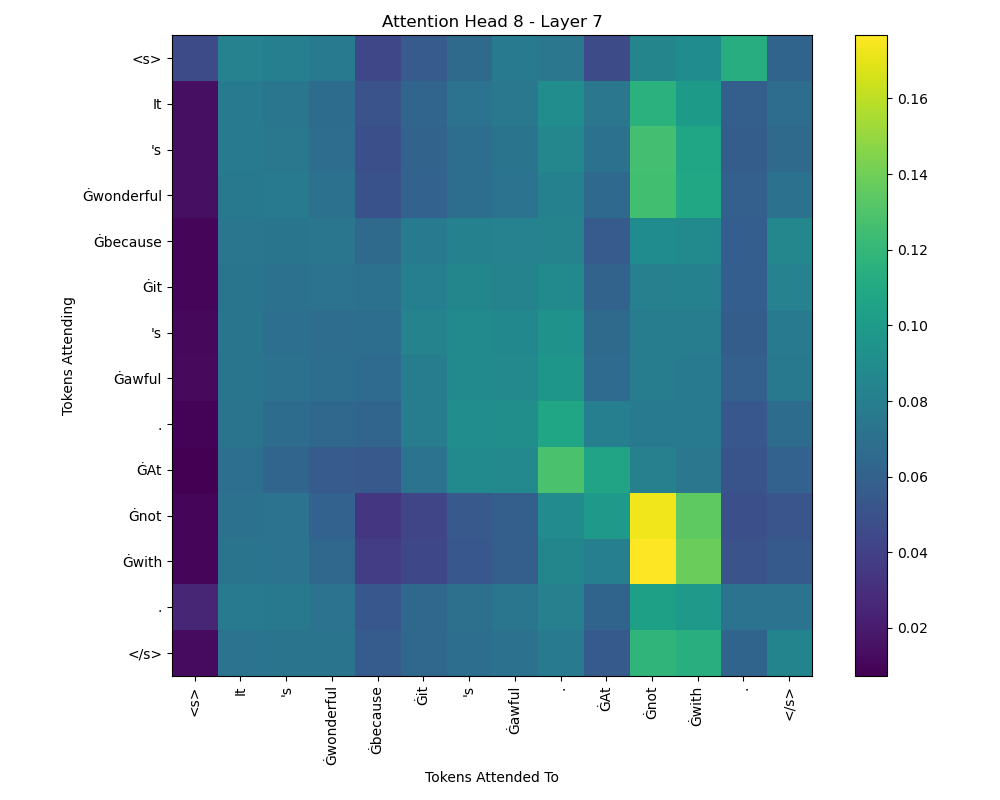 Attention Head 8 - Layer 7
Tokens Attending
<s>
It
's
Ġwonderful
Ġbecause
Ġit
's
Ġawful
.
ĠAt
Ġnot
Ġwith
.
</s>
<s>
It
's
Ġwonderful
Ġbecause
Ġit
's
Ġawful
.
ĠAt
Ġnot
Ġwith
.
</s>
Tokens Attended To
0.16
0.14
0.12
0.10
0.08
0.06
0.04
0.02